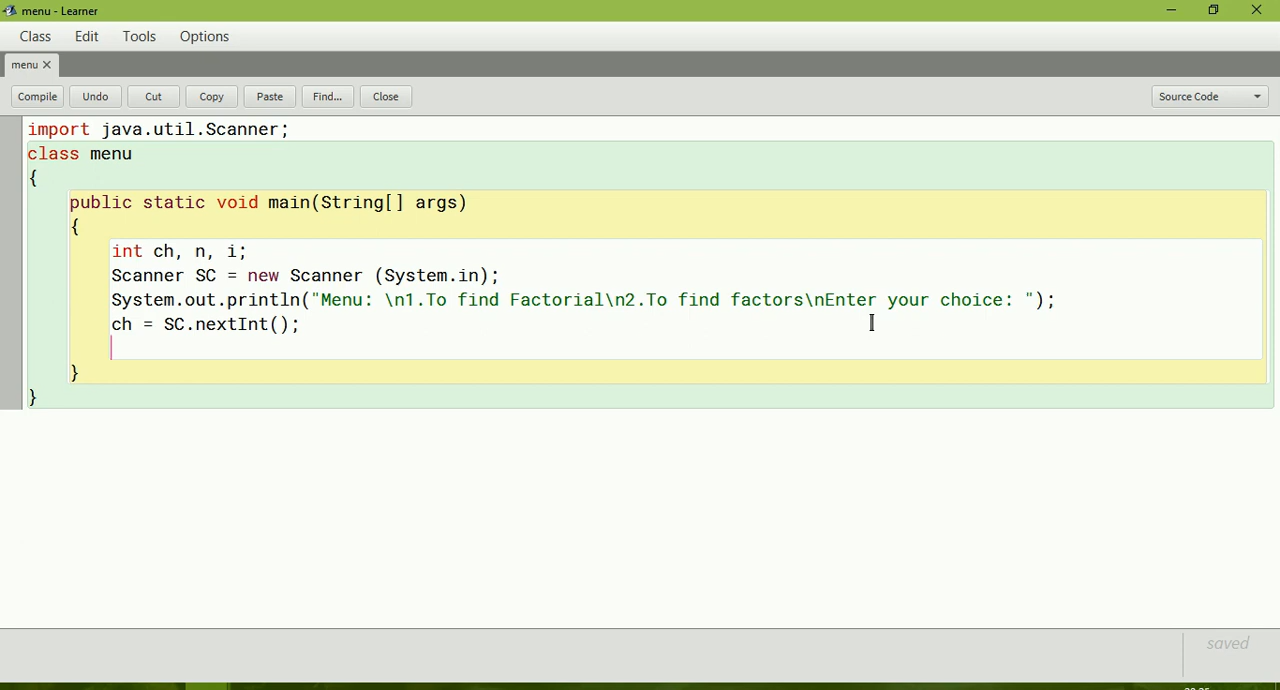 menu - Learner
Class Edit Tools Options
menu
Compile Undo Cut Copy Paste Find... Close Source Code
import java.util.Scanner;
class menu
{
public static void main(String[] args)
{
int ch, n, i;
Scanner SC = new Scanner (System.in);
System.out.println("Menu: \n1.To find Factorial\n2.To find factors\nEnter your choice: ");
ch = SC.nextInt();
}
}
saved